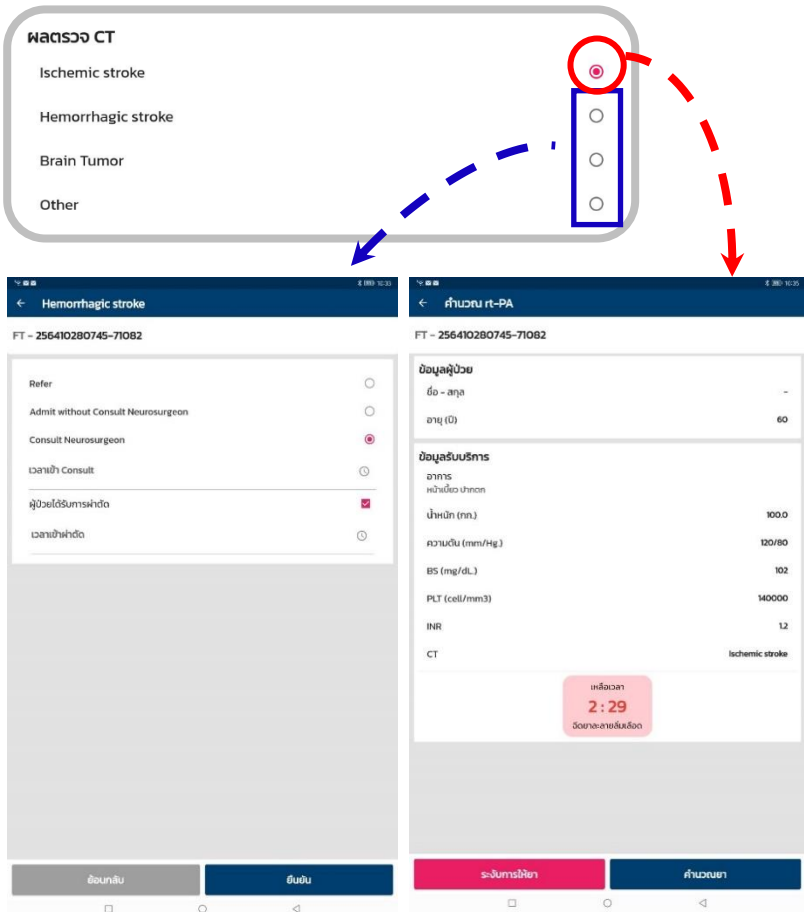 ผลตรวจ CT
Ischemic stroke
Hemorrhagic stroke
Brain Tumor
Other
Hemorrhagic stroke
FT - 256410280745-71082
Refer
Admit without Consult Neurosurgeon
Consult Neurosurgeon
เวลาเข้า Consult
ผู้ป่วยได้รับการผ่าตัด
เวลาเข้าผ่าตัด
ย้อนกลับ
ยืนยัน
16:35
คำนวณ rt-PA
FT - 256410280745-71082
ข้อมูลผู้ป่วย
ชื่อ - สกุล -
อายุ (ปี) 60
ข้อมูลรับบริการ
อาการ
หน้าเบี้ยว ปากตก
น้ำหนัก (กก.) 100.0
ความดัน (mm/Hg.) 120/80
BS (mg/dL.) 102
PLT (cell/mm3) 140000
INR 1.2
CT Ischemic stroke
เหลือเวลา
2 : 29
ฉีดยาละลายลิ่มเลือด
ระงับการให้ยา
คำนวณยา